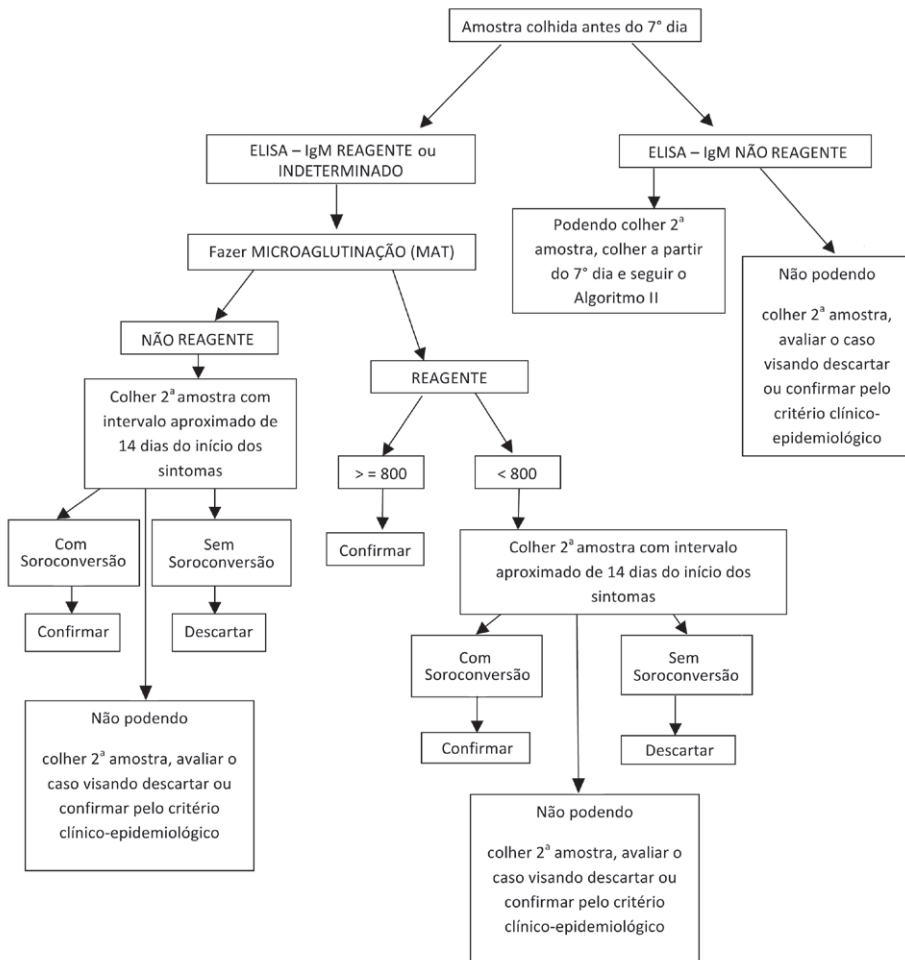 Amostra colhida antes do 7° dia
ELISA – IgM REAGENTE ou
INDETERMINADO
ELISA – IgM NÃO REAGENTE
Fazer MICROAGLUTINAÇÃO (MAT)
Podendo colher 2ª
amostra, colher a partir
do 7° dia e seguir o
Algoritmo II
Não podendo
colher 2ª amostra,
avaliar o caso
visando descartar
ou confirmar pelo
critério clínico-
epidemiológico
NÃO REAGENTE
REAGENTE
Colher 2ª amostra com
intervalo aproximado de
14 dias do início dos
sintomas
> = 800
< 800
Com
Soroconversão
Sem
Soroconversão
Confirmar
Colher 2ª amostra com intervalo
aproximado de 14 dias do início dos
sintomas
Confirmar
Descartar
Com
Soroconversão
Sem
Soroconversão
Não podendo
colher 2ª amostra, avaliar o
caso visando descartar ou
confirmar pelo critério
clínico-epidemiológico
Confirmar
Descartar
Não podendo
colher 2ª amostra, avaliar o
caso visando descartar ou
confirmar pelo critério
clínico-epidemiológico